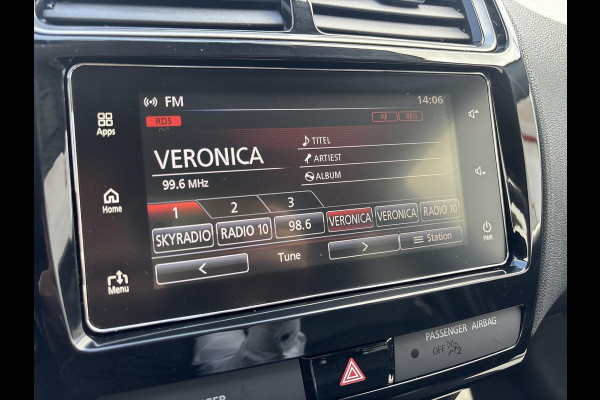 FM
14:06
RDS
AF REG
Apps
VERONICA
TITEL
ARTIEST
ALBUM
99.6 MHz
Home
1 2 3
SKYRADIO RADIO 10 98.6 VERONICA VERONICA RADIO 10
< Tune > Station
PWR
Menu
PASSENGER AIRBAG
OFF 2